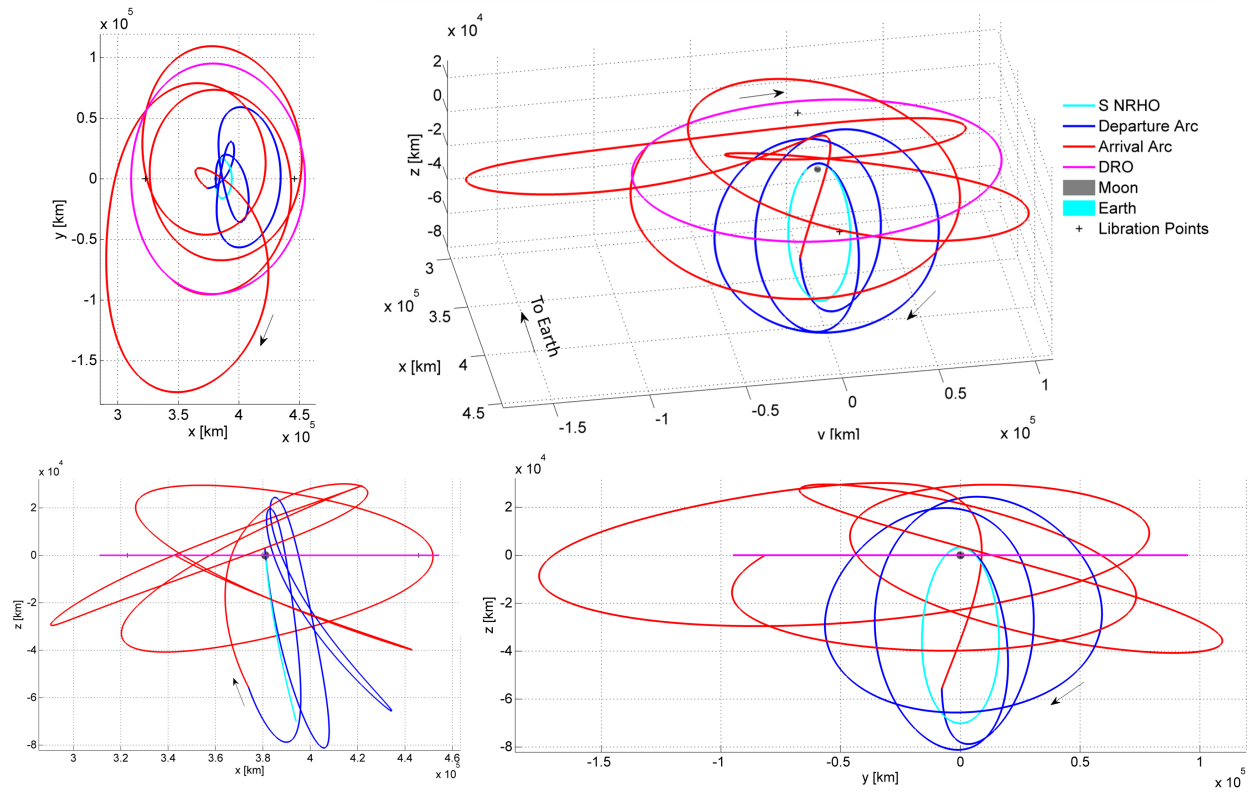 x 10^5
1
0.5
0
-0.5
-1
-1.5
y [km]
3
3.5
4
4.5
x [km]
x 10^5
x 10^4
2
0
-2
-4
-6
-8
z [km]
3
3.5
4
4.5
x 10^5
x [km]
To Earth
-1.5
-1
-0.5
0
0.5
1
y [km]
x 10^5
S NRHO
Departure Arc
Arrival Arc
DRO
Moon
Earth
Libration Points
x 10^4
2
0
-2
-4
-6
-8
z [km]
3
3.2
3.4
3.6
3.8
4
4.2
4.4
4.6
x [km]
x 10^5
x 10^4
2
0
-2
-4
-6
-8
z [km]
-1.5
-1
-0.5
0
0.5
1
y [km]
x 10^5